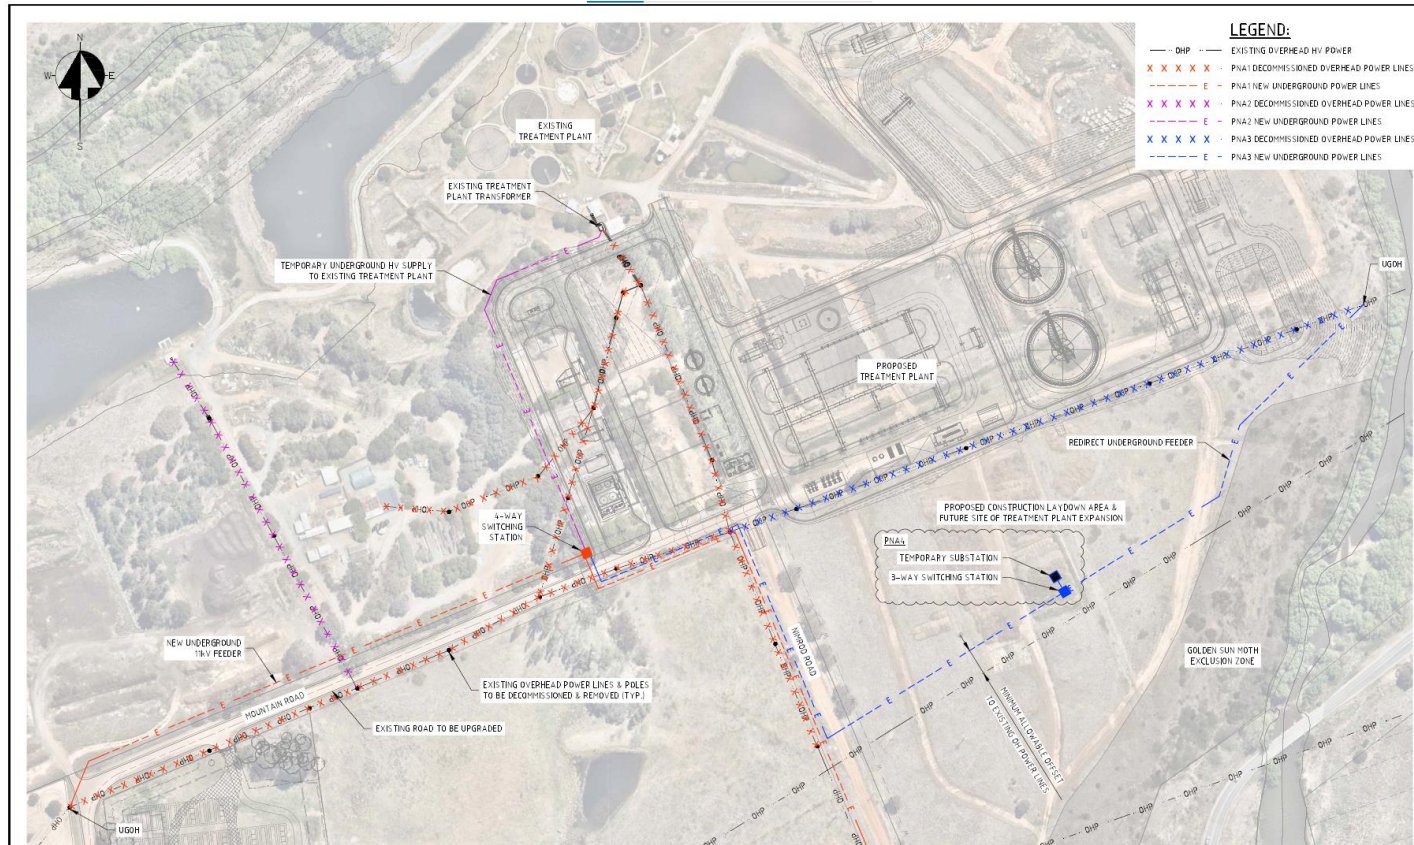 LEGEND:
OHP EXISTING OVERHEAD HV POWER
X X X X X PNA1 DECOMMISSIONED OVERHEAD POWER LINES
E PNA1 NEW UNDERGROUND POWER LINES
X X X X X PNA2 DECOMMISSIONED OVERHEAD POWER LINES
E PNA2 NEW UNDERGROUND POWER LINES
X X X X X PNA3 DECOMMISSIONED OVERHEAD POWER LINES
E PNA3 NEW UNDERGROUND POWER LINES
N
W
E
S
EXISTING
TREATMENT PLANT
EXISTING TREATMENT
PLANT TRANSFORMER
TEMPORARY UNDERGROUND HV SUPPLY
TO EXISTING TREATMENT PLANT
UGOH
PROPOSED
TREATMENT PLANT
REDIRECT UNDERGROUND FEEDER
4-WAY
SWITCHING
STATION
PROPOSED CONSTRUCTION LAYDOWN AREA &
FUTURE SITE OF TREATMENT PLANT EXPANSION
PNA4
TEMPORARY SUBSTATION
3-WAY SWITCHING STATION
NEW UNDERGROUND
11kV FEEDER
MOUNTAIN ROAD
NIMROD ROAD
EXISTING OVERHEAD POWER LINES & POLES
TO BE DECOMMISSIONED & REMOVED (TYP.)
EXISTING ROAD TO BE UPGRADED
GOLDEN SUN MOTH
EXCLUSION ZONE
MINIMUM ALLOWABLE OFFSET
TO EXISTING OH POWER LINES
UGOH
OHP